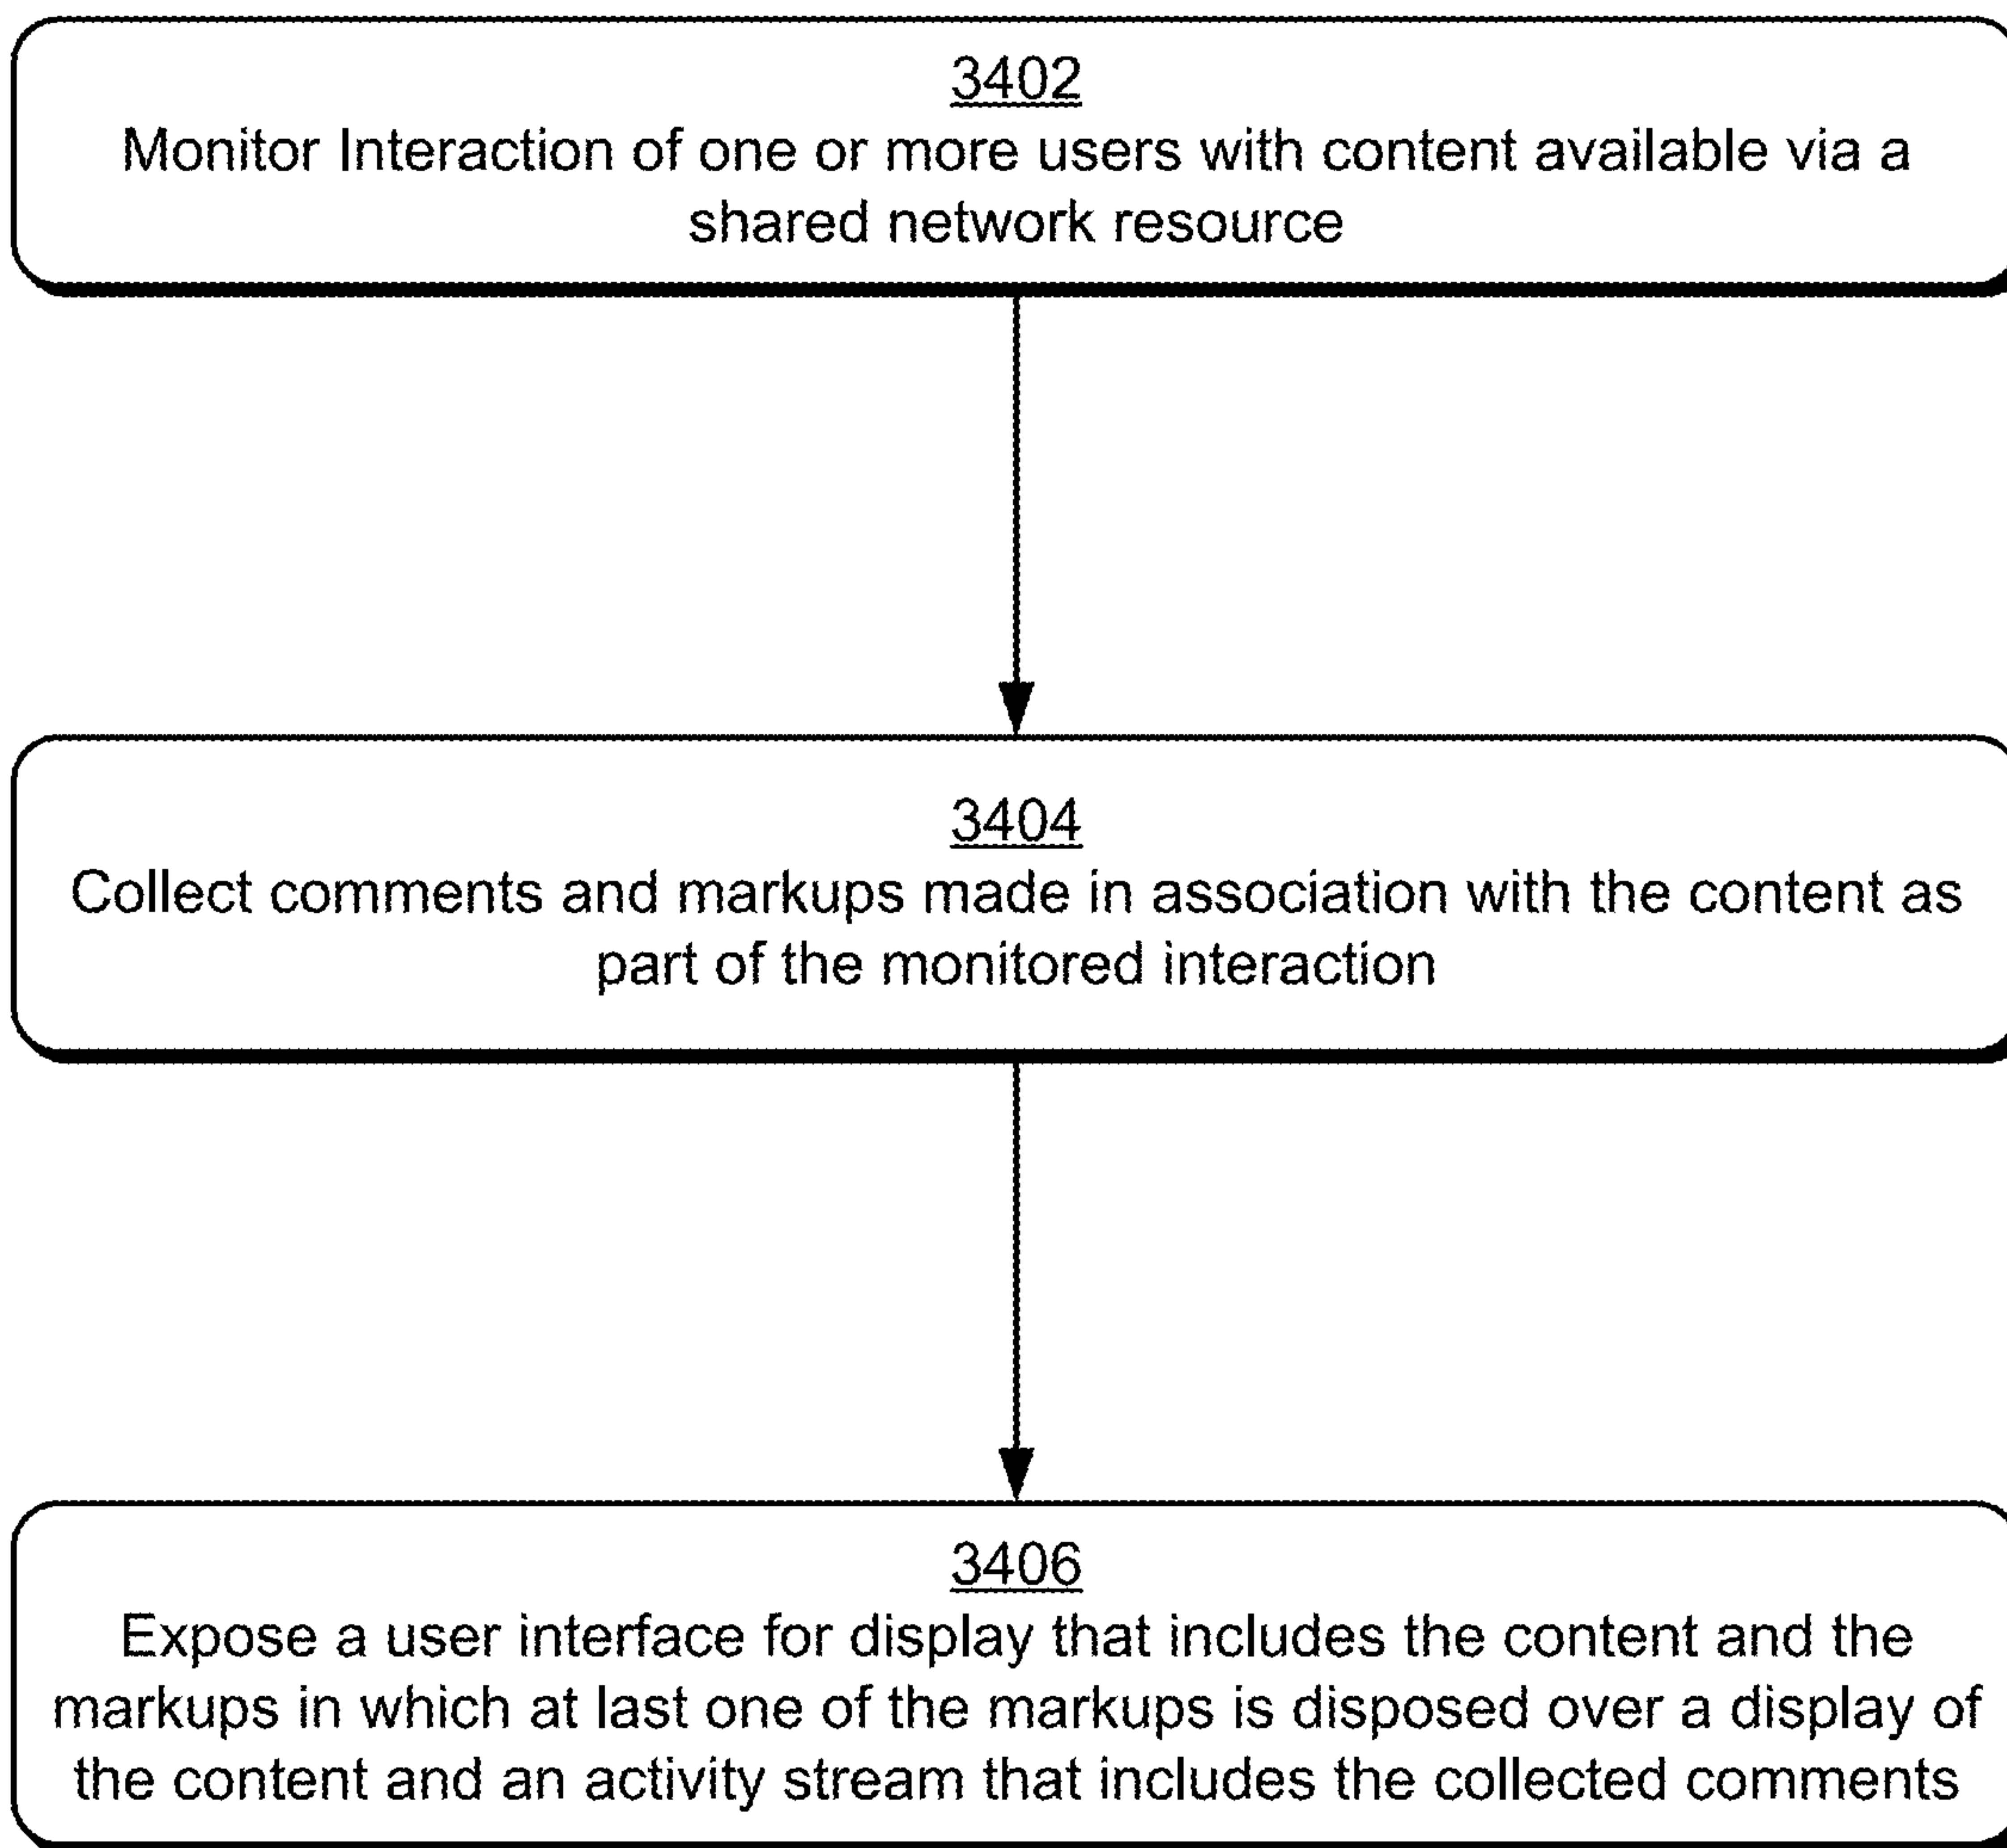 3402
Monitor Interaction of one or more users with content available via a
shared network resource
3404
Collect comments and markups made in association with the content as
part of the monitored interaction
3406
Expose a user interface for display that includes the content and the
markups in which at last one of the markups is disposed over a display of
the content and an activity stream that includes the collected comments